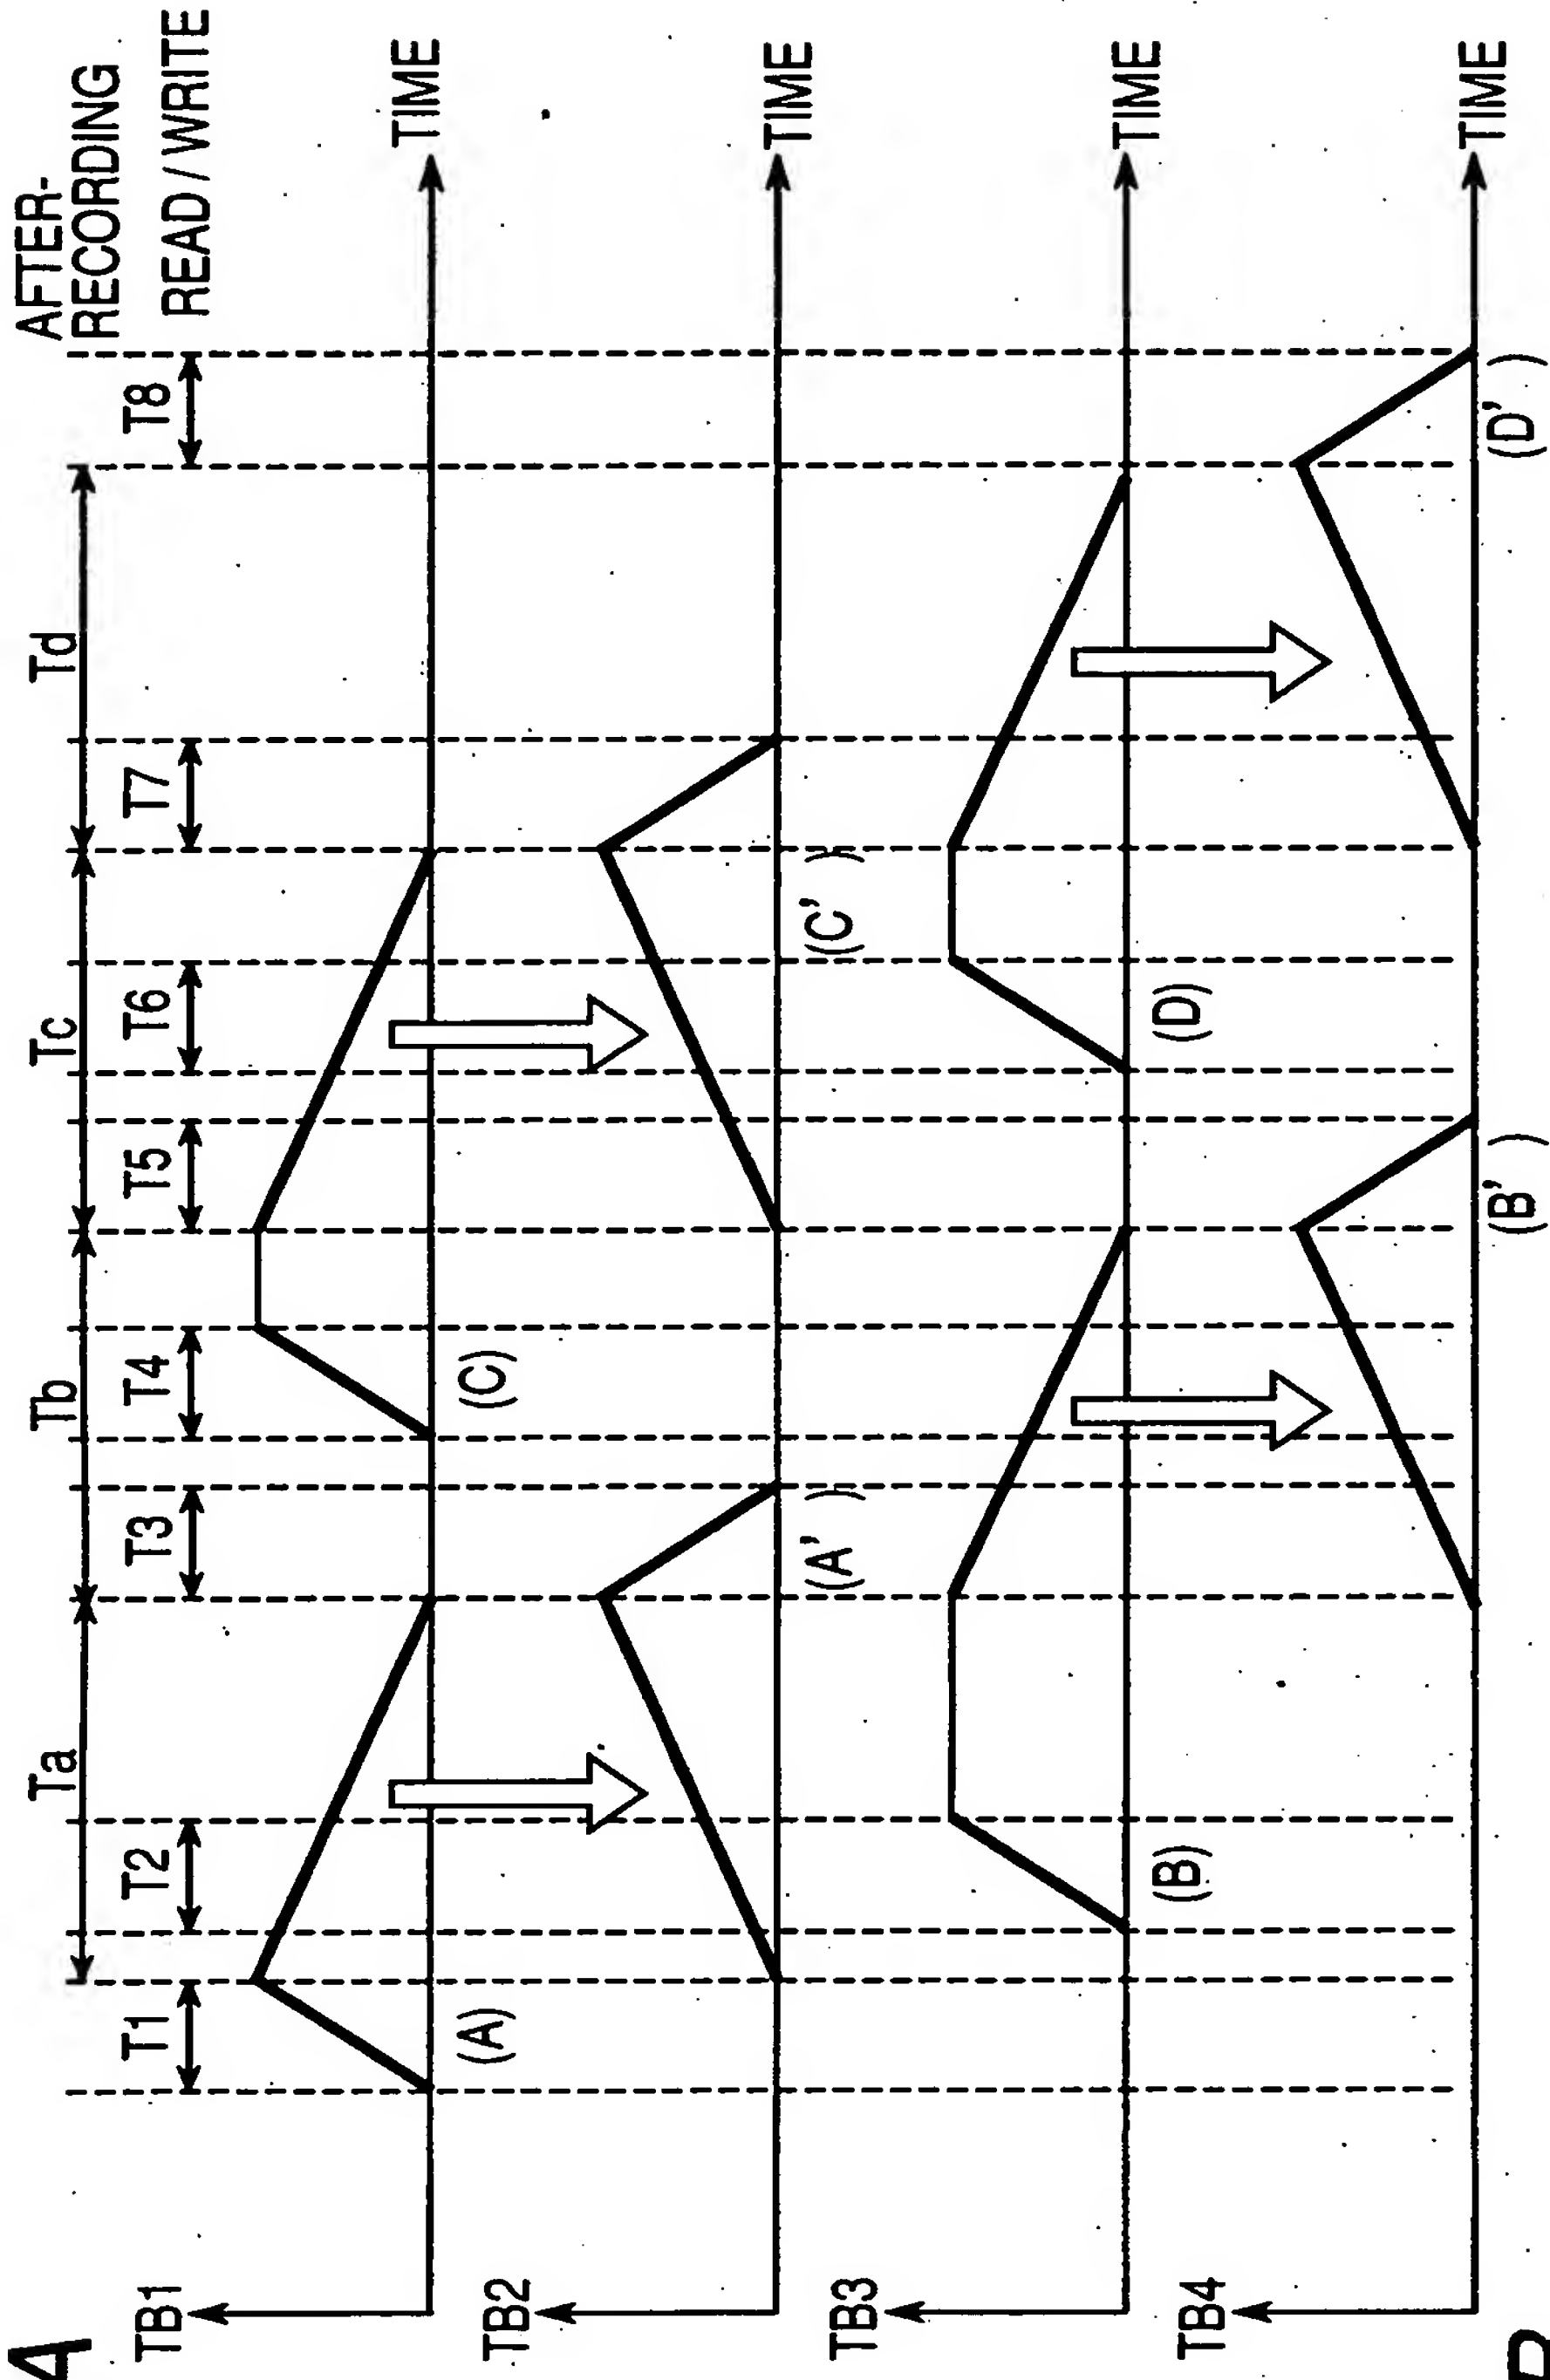 A
Ta
Tb
Tc
Td
AFTER-
RECORDING
T1
T2
T3
T4
T5
T6
T7
T8
READ / WRITE
TB1
TIME
(A)
(C)
TB2
TIME
(A')
(C')
TB3
TIME
(B)
(D)
TB4
TIME
(B')
(D')